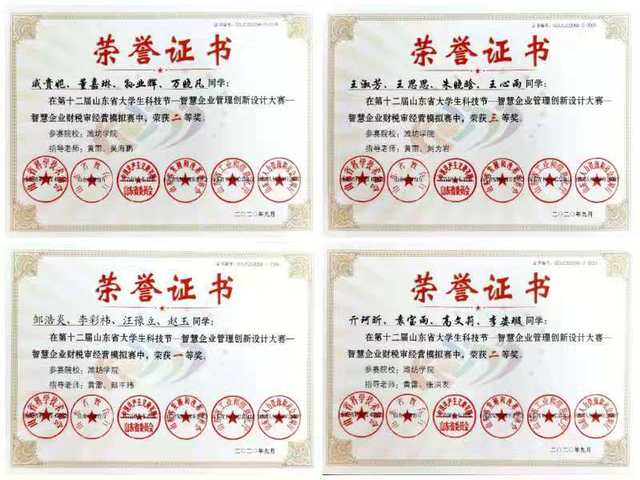 荣誉证书
戚贵妮、董嘉琳、孙业辉、万晓凡同学:
在第十二届山东省大学生科技节—智慧企业管理创新设计大赛—
智慧企业财税审经营模拟赛中,荣获二等奖。
参赛院校:潍坊学院
指导老师:黄雷、吴海鹏
二〇二〇年九月
荣誉证书
王淑芳、王思思、朱晓晗、王心雨同学:
在第十二届山东省大学生科技节—智慧企业管理创新设计大赛—
智慧企业财税审经营模拟赛中,荣获三等奖。
参赛院校:潍坊学院
指导老师:黄雷、刘为岩
二〇二〇年九月
荣誉证书
邹浩炎、李彩祎、汪豫立、赵玉同学:
在第十二届山东省大学生科技节—智慧企业管理创新设计大赛—
智慧企业财税审经营模拟赛中,荣获一等奖。
参赛院校:潍坊学院
指导老师:黄雷、郎平玮
二〇二〇年九月
荣誉证书
亓珂昕、袁宝雨、高文莉、李姿暇同学:
在第十二届山东省大学生科技节—智慧企业管理创新设计大赛—
智慧企业财税审经营模拟赛中,荣获二等奖。
参赛院校:潍坊学院
指导老师:黄雷、张洪友
二〇二〇年九月